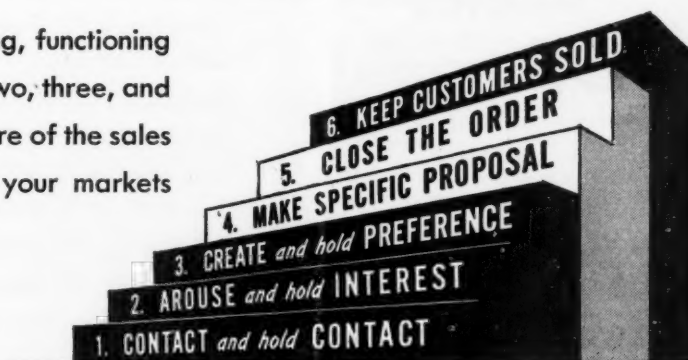 g, functioning
wo, three, and
re of the sales
your markets
6. KEEP CUSTOMERS SOLD
5. CLOSE THE ORDER
4. MAKE SPECIFIC PROPOSAL
3. CREATE and hold PREFERENCE
2. AROUSE and hold INTEREST
1. CONTACT and hold CONTACT